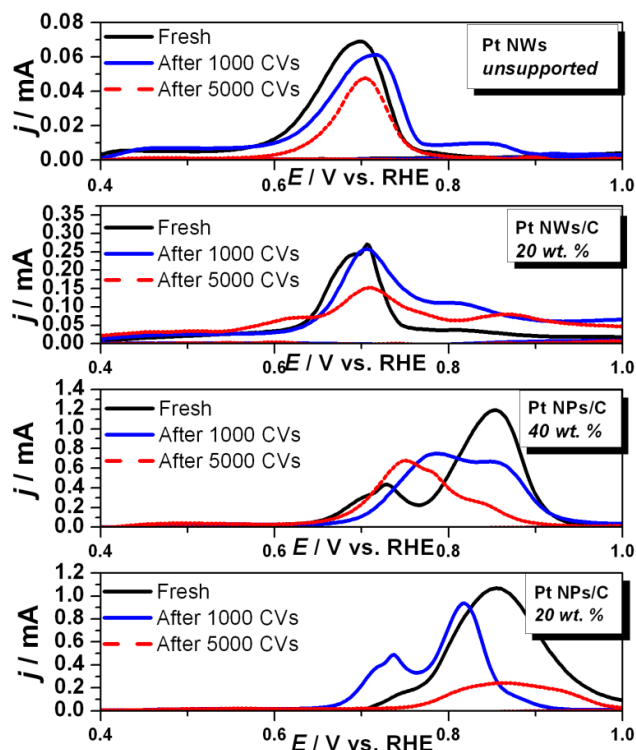 0.08
0.06
0.04
0.02
0.00
j / mA
Fresh
After 1000 CVs
After 5000 CVs
Pt NWs
unsupported
0.4 0.6 0.8 1.0
E / V vs. RHE
0.35
0.30
0.25
0.20
0.15
0.10
0.05
0.00
j / mA
Fresh
After 1000 CVs
After 5000 CVs
Pt NWs/C
20 wt. %
0.4 0.6 0.8 1.0
E / V vs. RHE
1.4
1.2
1.0
0.8
0.6
0.4
0.2
0.0
j / mA
Fresh
After 1000 CVs
After 5000 CVs
Pt NPs/C
40 wt. %
0.4 0.6 0.8 1.0
E / V vs. RHE
1.2
1.0
0.8
0.6
0.4
0.2
0.0
j / mA
Fresh
After 1000 CVs
After 5000 CVs
Pt NPs/C
20 wt. %
0.4 0.6 0.8 1.0
E / V vs. RHE